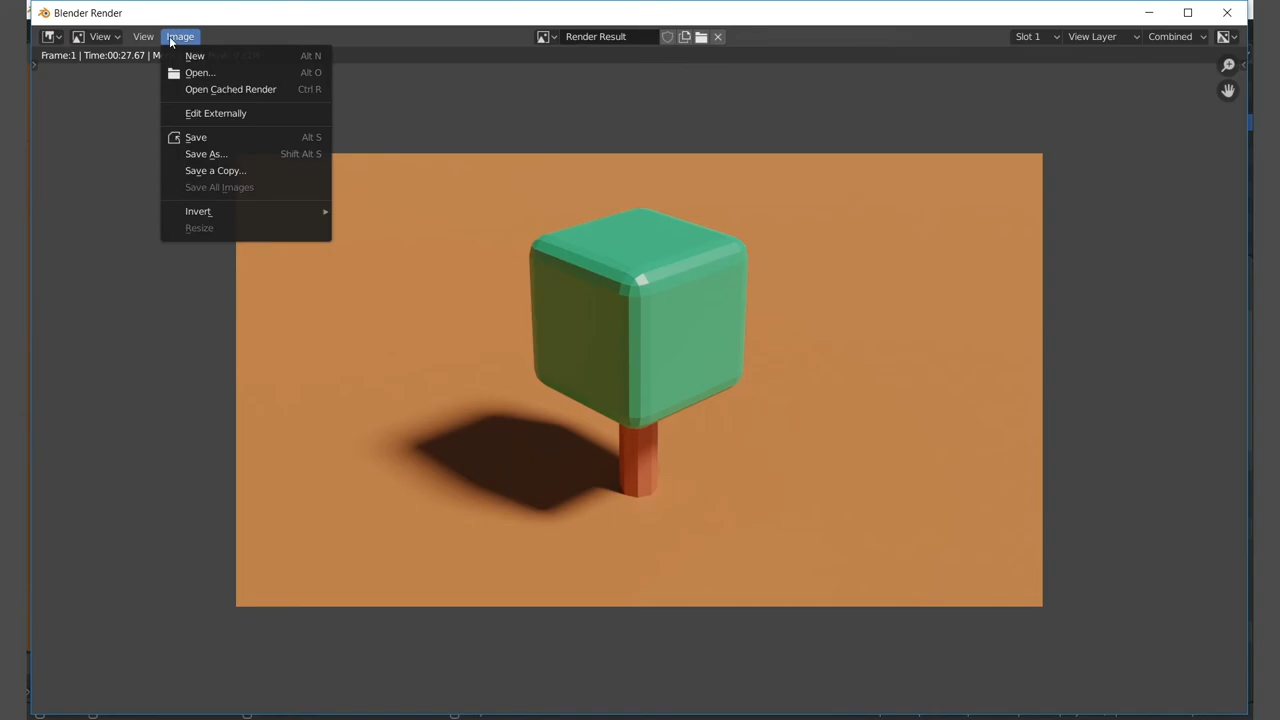 Blender Render
View View Image Render Result Slot 1 View Layer Combined
Frame:1 | Time:00:27.67 |
New Alt N
Open... Alt O
Open Cached Render Ctrl R
Edit Externally
Save Alt S
Save As... Shift Alt S
Save a Copy...
Save All Images
Invert
Resize